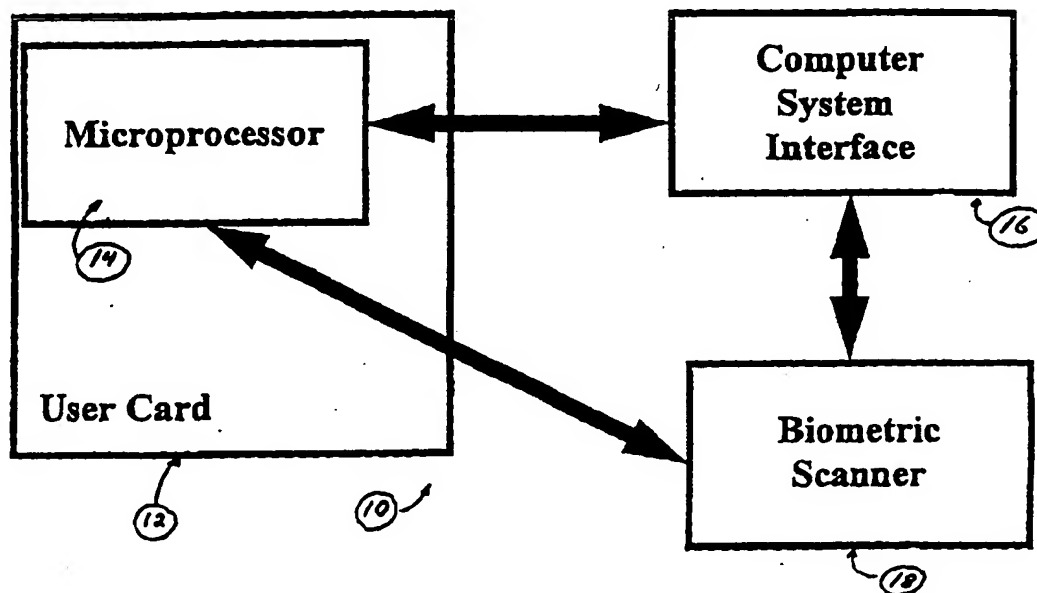 Microprocessor
14
User Card
12
10
Computer
System
Interface
16
Biometric
Scanner
18